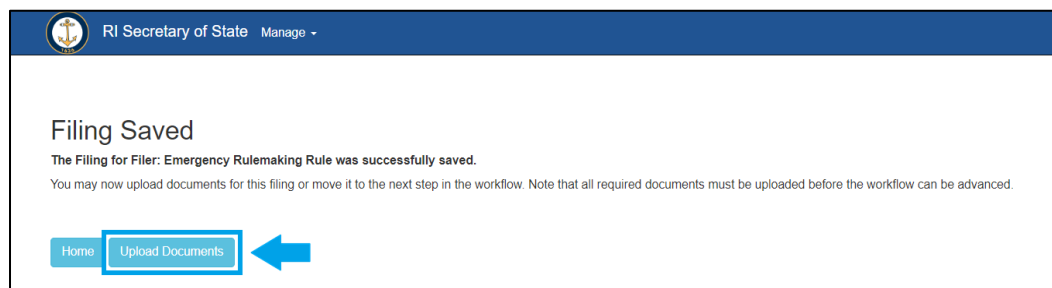 RI Secretary of State Manage
Filing Saved
The Filing for Filer: Emergency Rulemaking Rule was successfully saved.
You may now upload documents for this filing or move it to the next step in the workflow. Note that all required documents must be uploaded before the workflow can be advanced.
Home Upload Documents